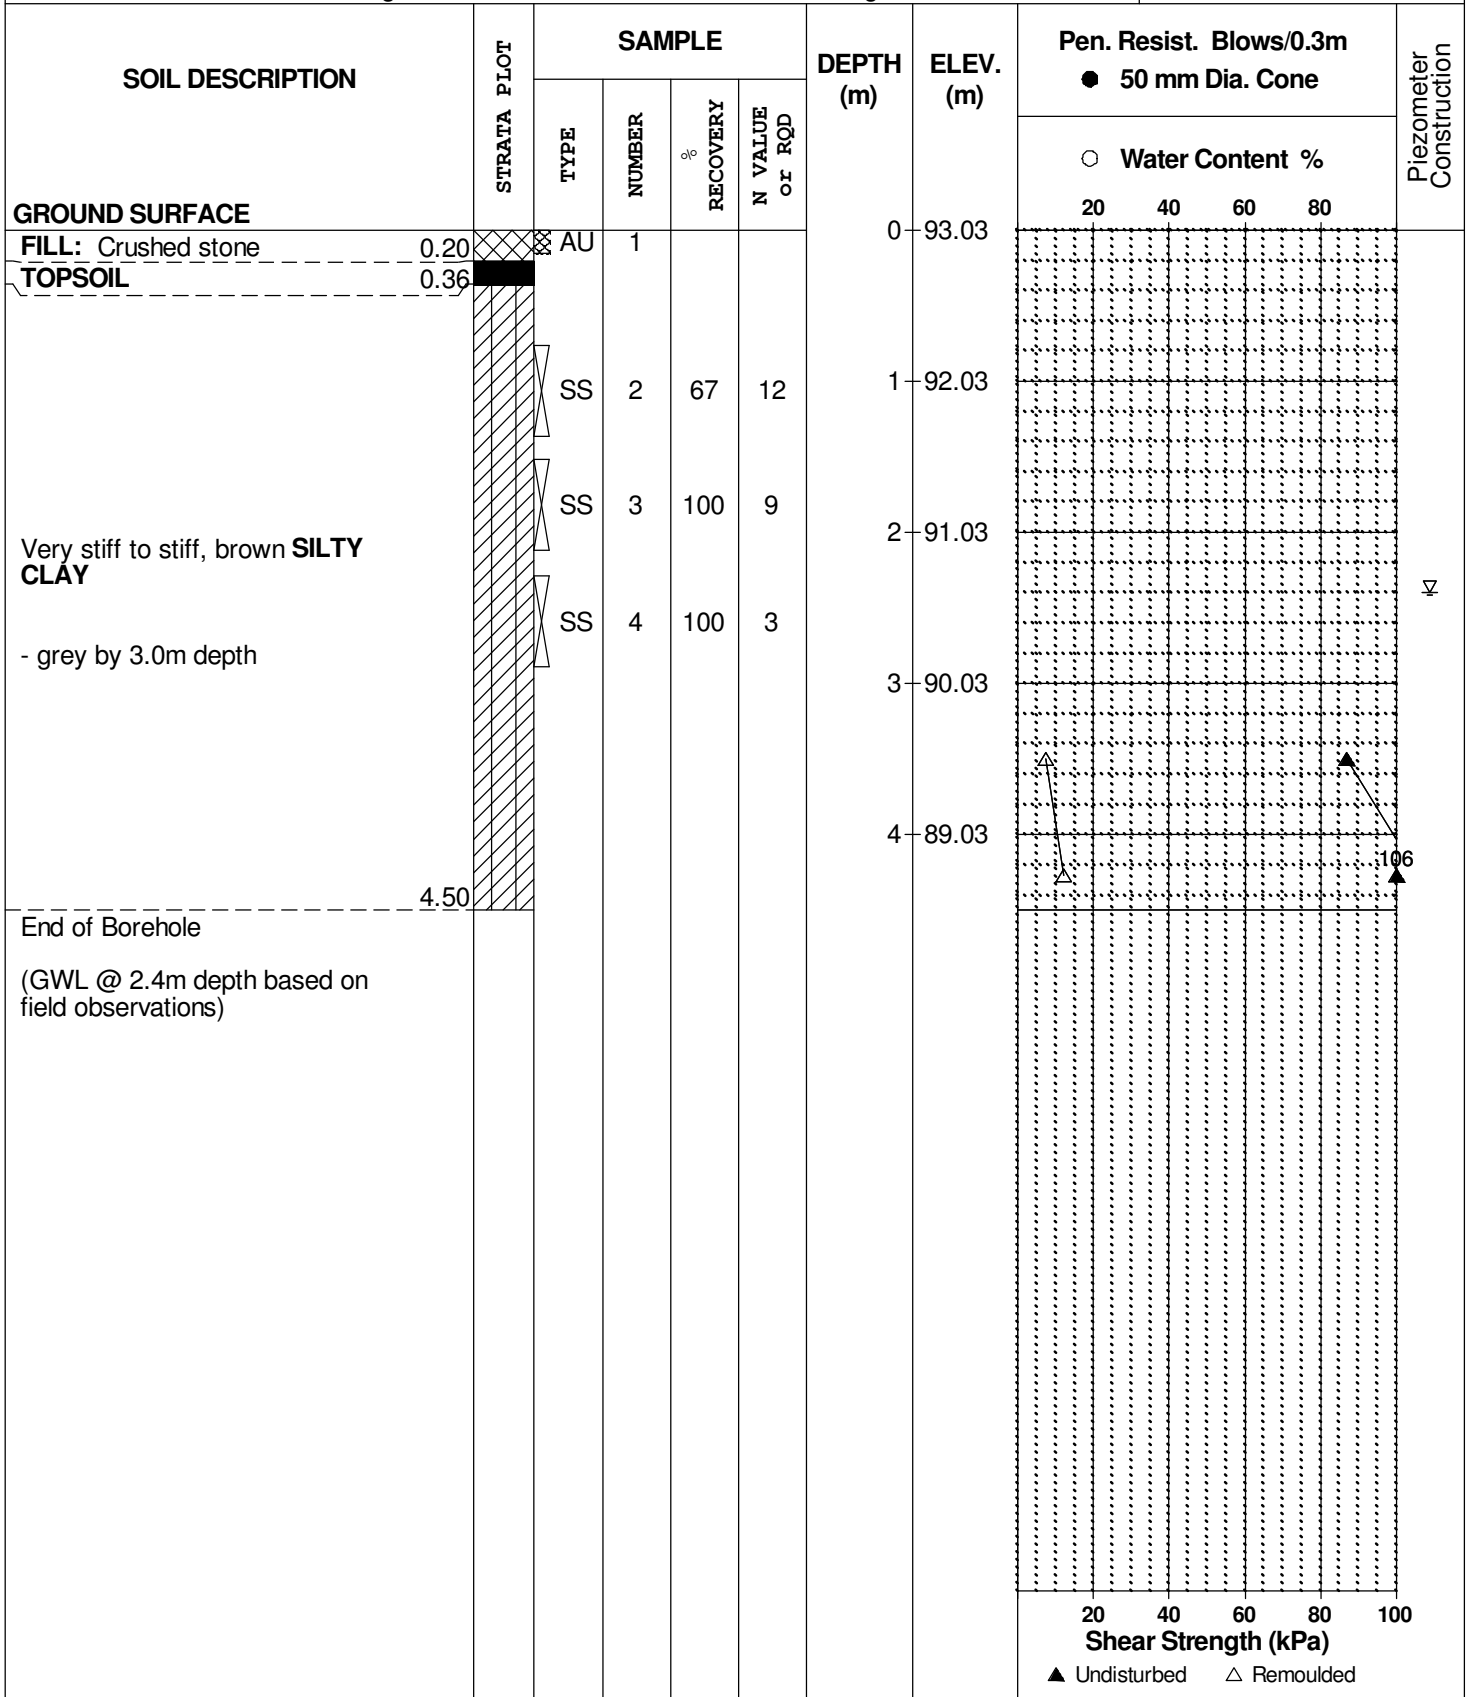 SOIL DESCRIPTION
STRATA PLOT
SAMPLE
TYPE
NUMBER
% RECOVERY
N VALUE or RQD
DEPTH (m)
ELEV. (m)
Pen. Resist. Blows/0.3m
● 50 mm Dia. Cone
○ Water Content %
Piezometer Construction
20 40 60 80
GROUND SURFACE
0 93.03
FILL: Crushed stone 0.20 AU 1
TOPSOIL 0.36
SS 2 67 12
1 92.03
SS 3 100 9
2 91.03
Very stiff to stiff, brown SILTY
CLAY
SS 4 100 3
- grey by 3.0m depth
3 90.03
4 89.03
106
4.50
End of Borehole
(GWL @ 2.4m depth based on
field observations)
20 40 60 80 100
Shear Strength (kPa)
▲ Undisturbed △ Remoulded